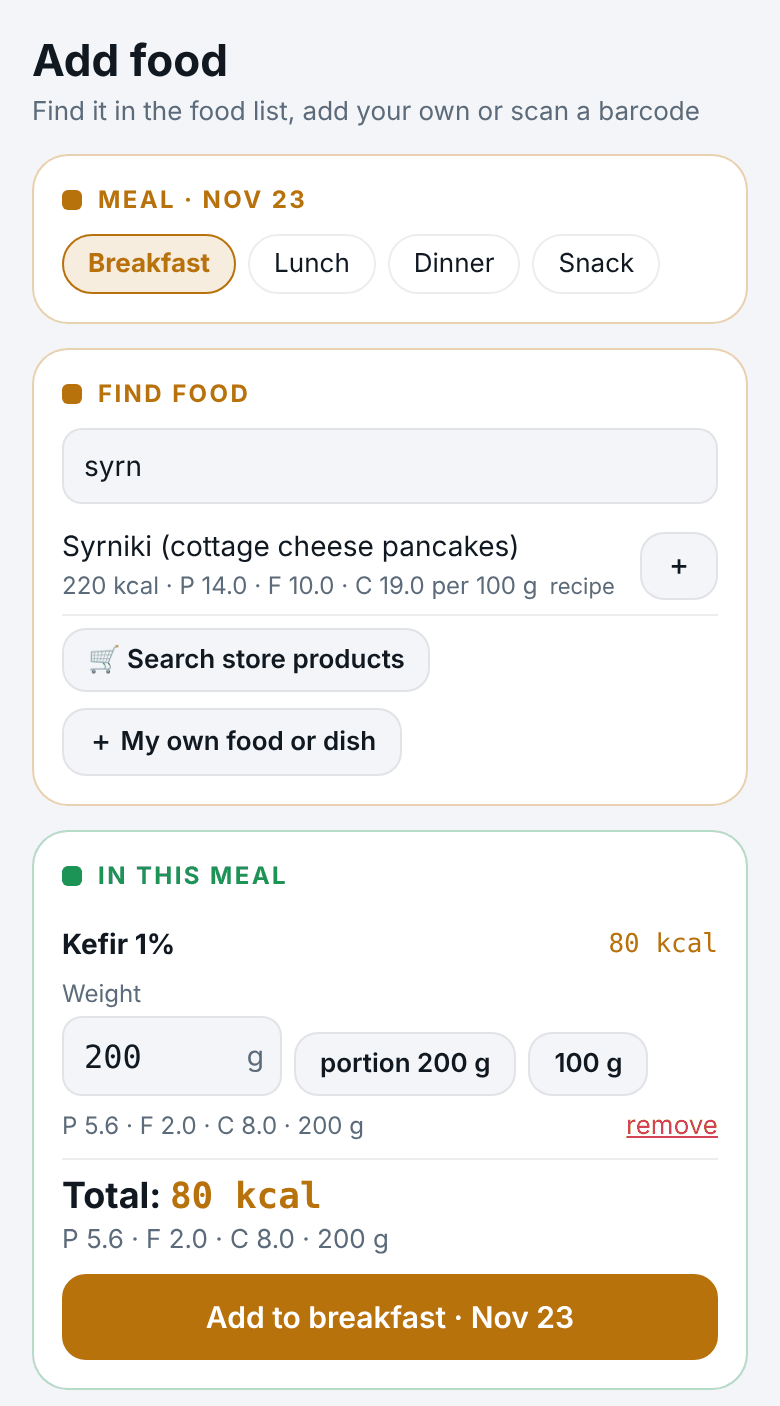 Add food
Find it in the food list, add your own or scan a barcode
MEAL · NOV 23
Breakfast Lunch Dinner Snack
FIND FOOD
syrn
Syrniki (cottage cheese pancakes)
220 kcal · P 14.0 · F 10.0 · C 19.0 per 100 g recipe
+
🛒 Search store products
+ My own food or dish
IN THIS MEAL
Kefir 1% 80 kcal
Weight
200 g portion 200 g 100 g
P 5.6 · F 2.0 · C 8.0 · 200 g remove
Total: 80 kcal
P 5.6 · F 2.0 · C 8.0 · 200 g
Add to breakfast · Nov 23